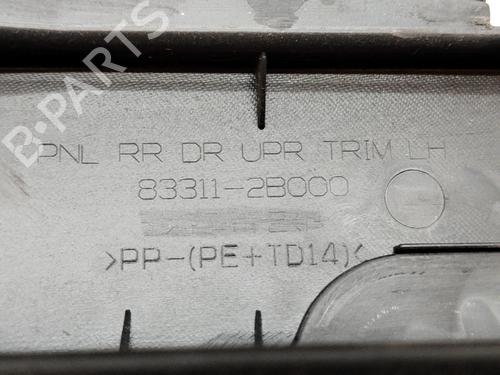 B-PARTS
PNL RR DR UPR TRIM LH
83311-2B000
>PP-(PE+TD14)<